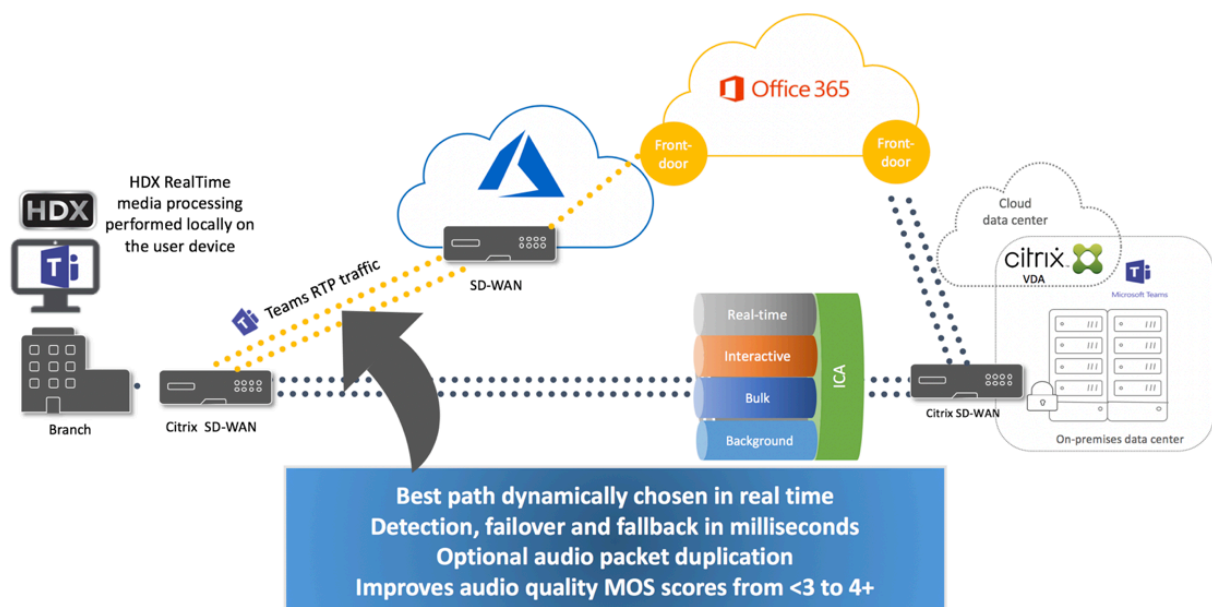 Office 365
Front-
door
Front-
door
HDX
HDX RealTime
media processing
performed locally on
the user device
Cloud
data center
citrix
VDA
T
Microsoft Teams
T
SD-WAN
T
Teams RTP traffic
Real-time
Interactive
Bulk
Background
ICA
Branch
Citrix SD-WAN
Citrix SD-WAN
On-premises data center
Best path dynamically chosen in real time
Detection, failover and fallback in milliseconds
Optional audio packet duplication
Improves audio quality MOS scores from <3 to 4+